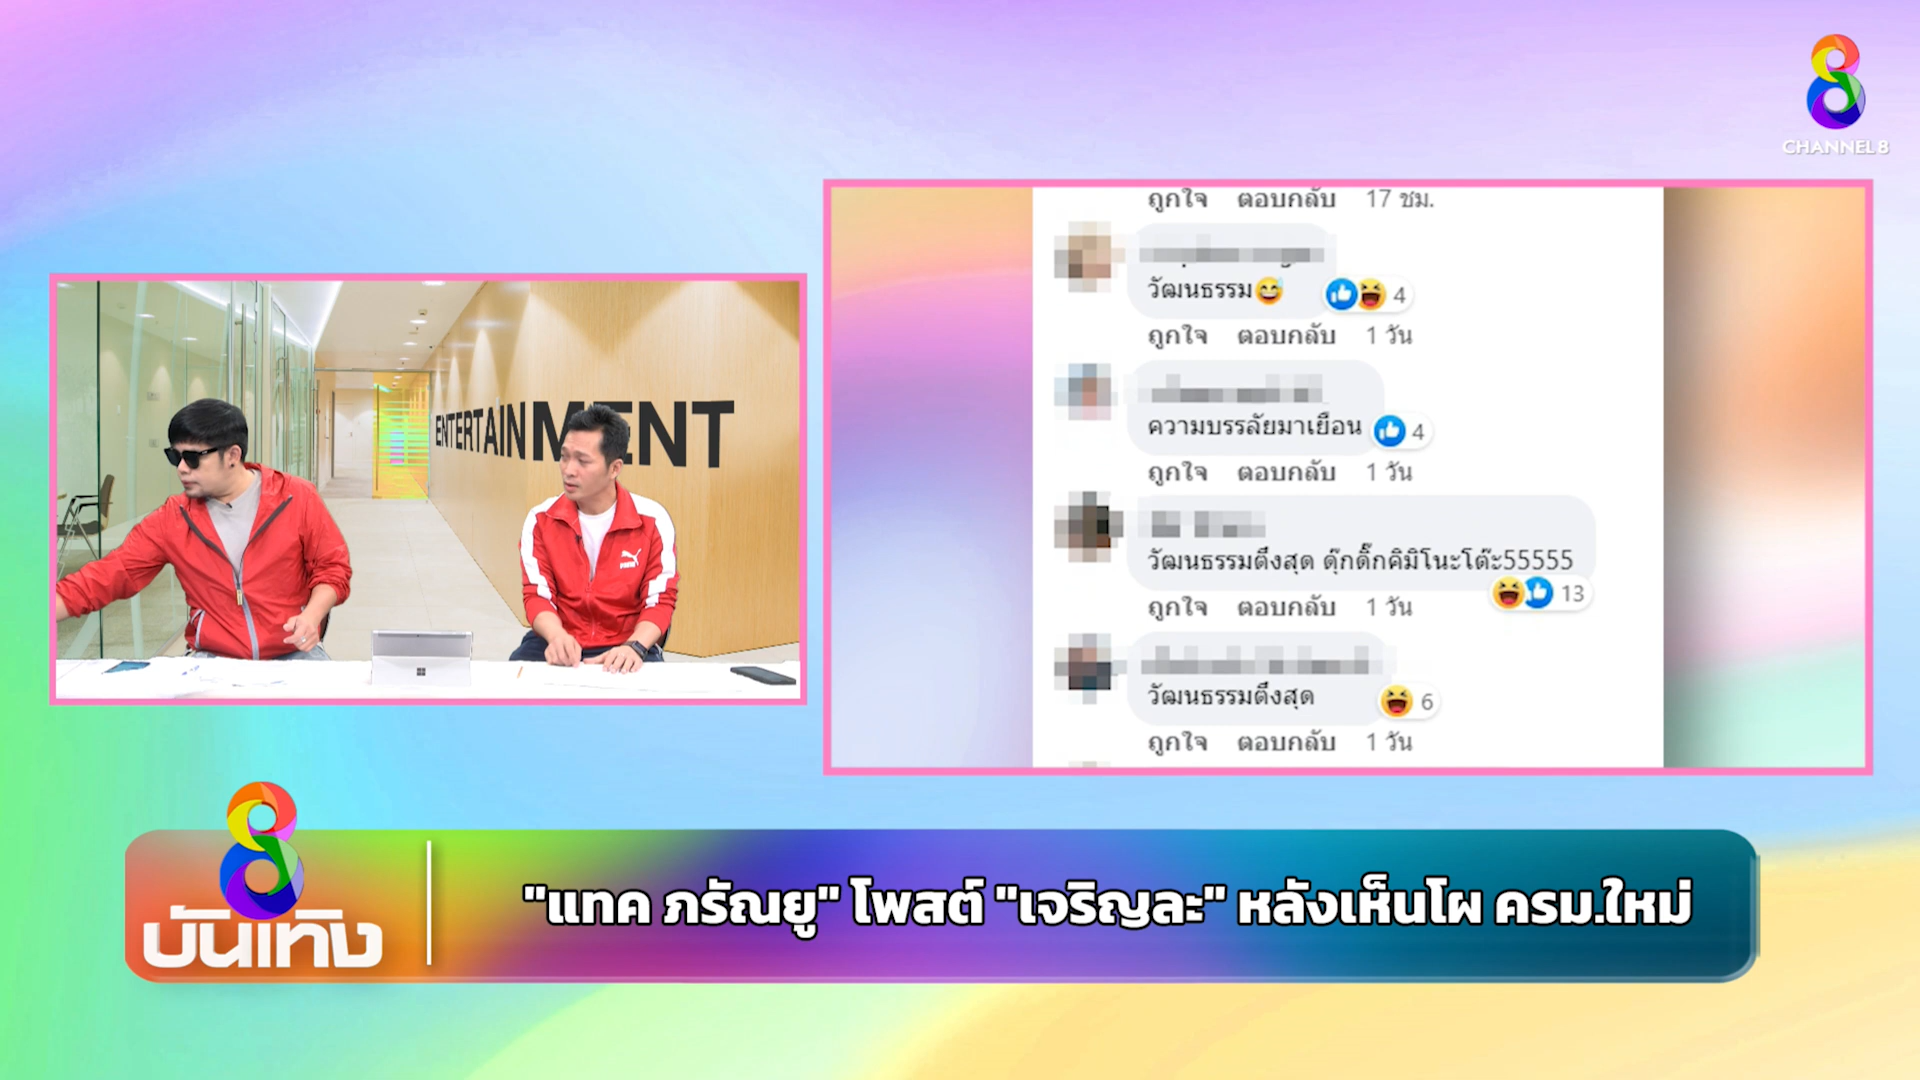 CHANNEL 8
ENTERTAINMENT
PUMA
ถูกใจ ตอบกลับ 17 ชม.
วัฒนธรรม😅
4
ถูกใจ ตอบกลับ 1 วัน
ความบรรลัยมาเยือน
4
ถูกใจ ตอบกลับ 1 วัน
วัฒนธรรมตึงสุด ดุ๊กดิ๊กคิมิโนะโต๊ะ55555
13
ถูกใจ ตอบกลับ 1 วัน
วัฒนธรรมตึงสุด
6
ถูกใจ ตอบกลับ 1 วัน
8
บันเทิง
"แทค ภรัณยู" โพสต์ "เจริญละ" หลังเห็นโผ ครม.ใหม่